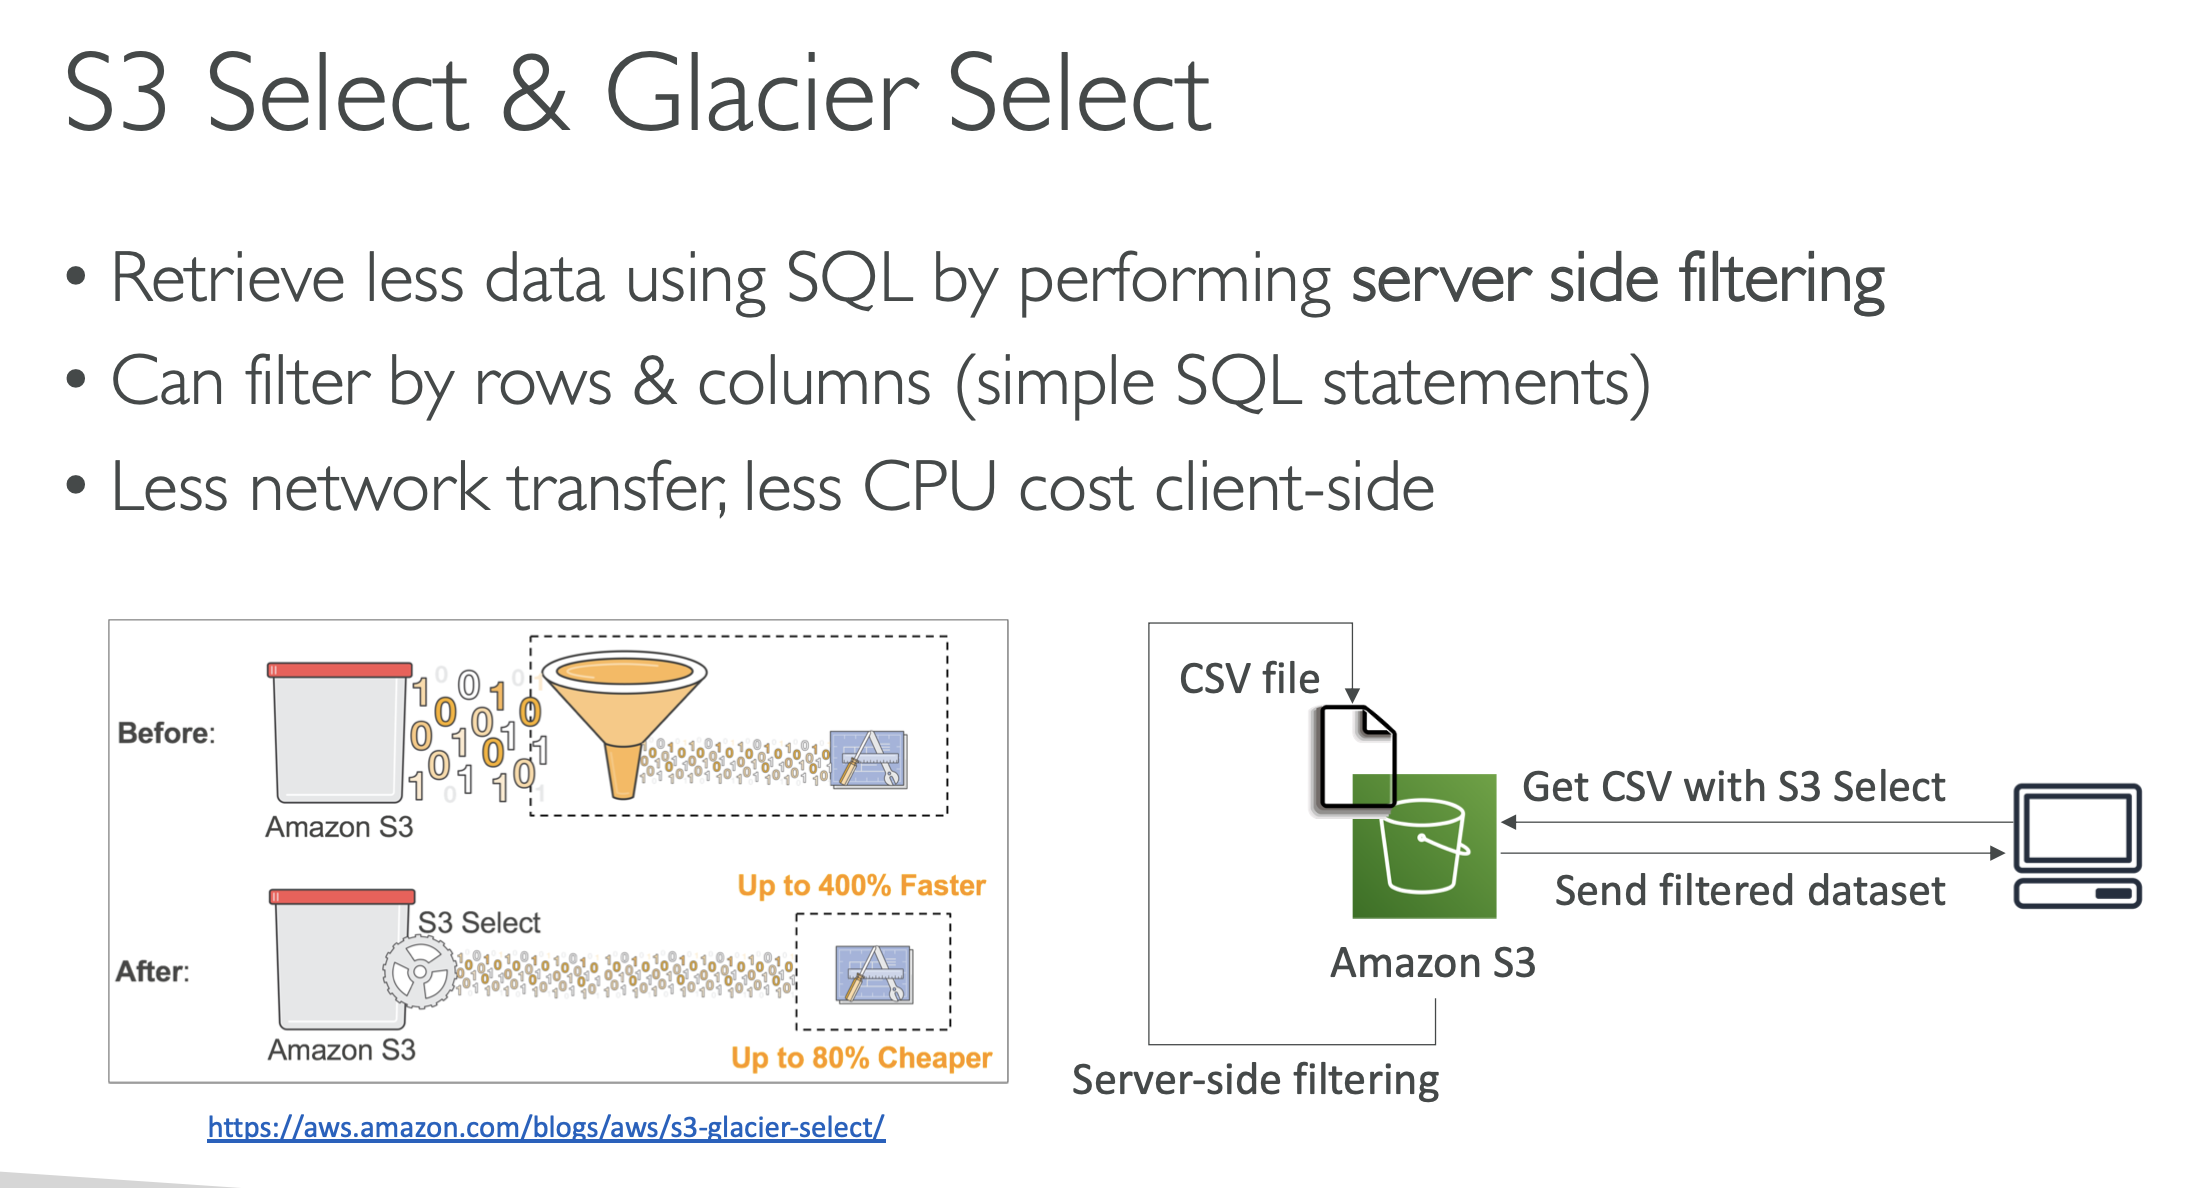 S3 Select & Glacier Select
• Retrieve less data using SQL by performing server side filtering
• Can filter by rows & columns (simple SQL statements)
• Less network transfer, less CPU cost client-side
Before:
Amazon S3
Up to 400% Faster
S3 Select
After:
Amazon S3
Up to 80% Cheaper
https://aws.amazon.com/blogs/aws/s3-glacier-select/
CSV file
Get CSV with S3 Select
Send filtered dataset
Amazon S3
Server-side filtering